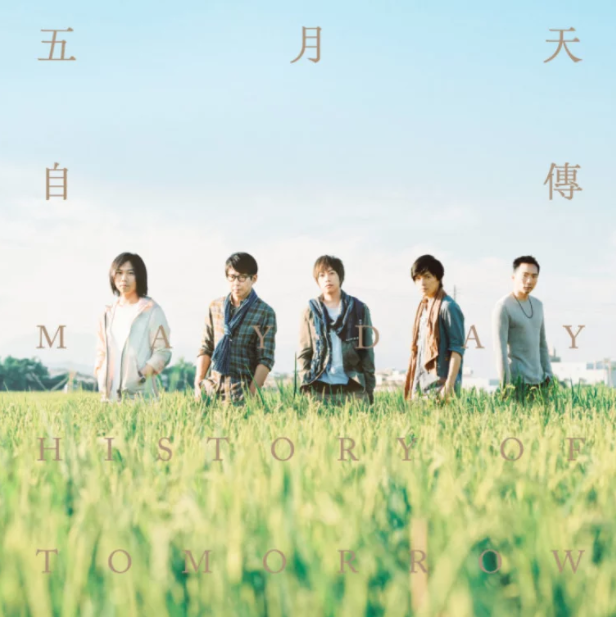 五月天
自傳
MAYDAY
HISTORY OF
TOMORROW